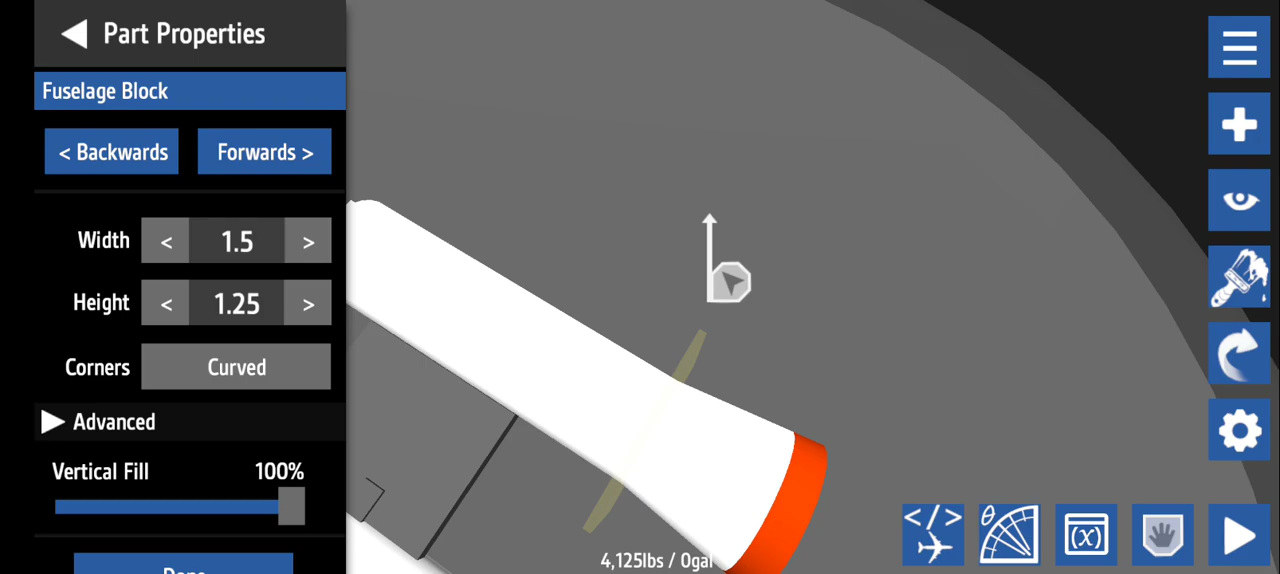 Part Properties
Fuselage Block
< Backwards
Forwards >
Width < 1.5 >
Height < 1.25 >
Corners Curved
Advanced
Vertical Fill 100%
Done
4,125lbs / 0gal
</> θ (x)